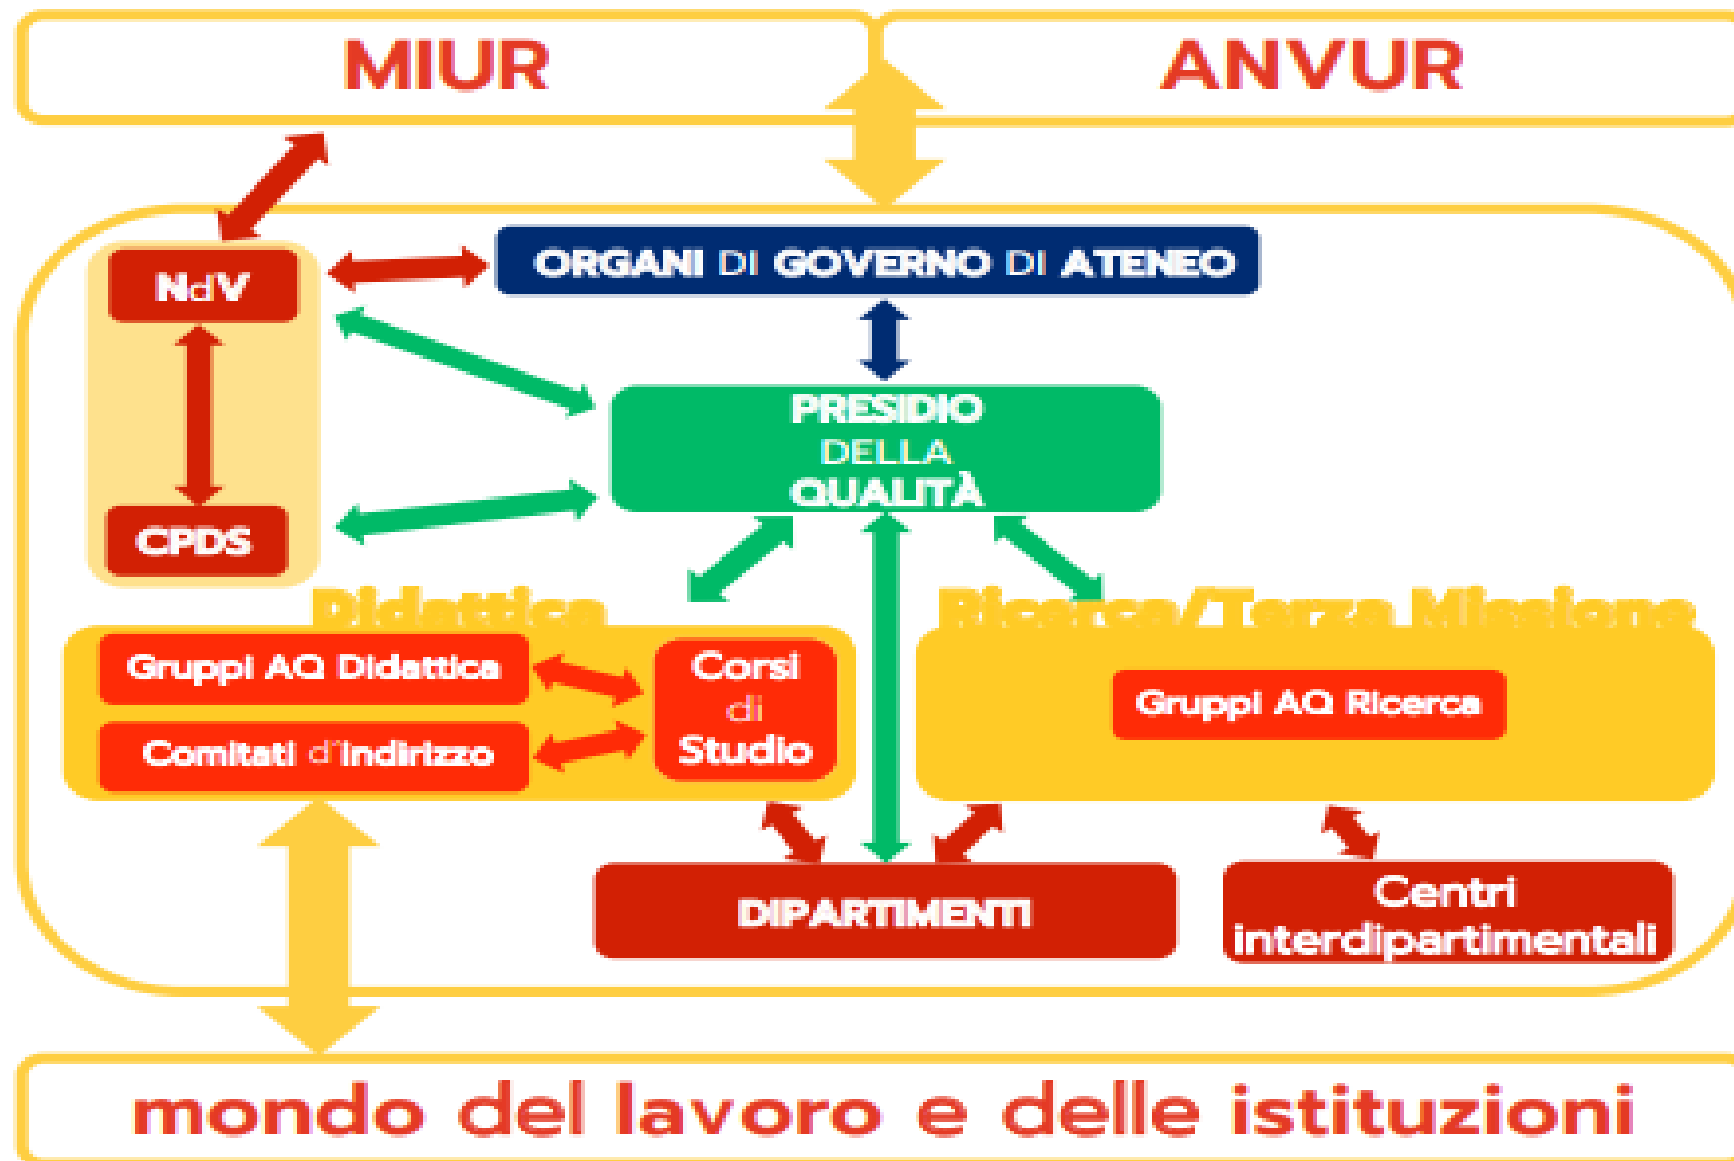 MIUR
ANVUR
ORGANI DI GOVERNO DI ATENEO
NdV
PRESIDIO
DELLA
QUALITÀ
CPDS
Didattica
Ricerca/Terza Missione
Gruppi AQ Didattica
Comitati d'indirizzo
Corsi
di
Studio
Gruppi AQ Ricerca
DIPARTIMENTI
Centri
interdipartimentali
mondo del lavoro e delle istituzioni